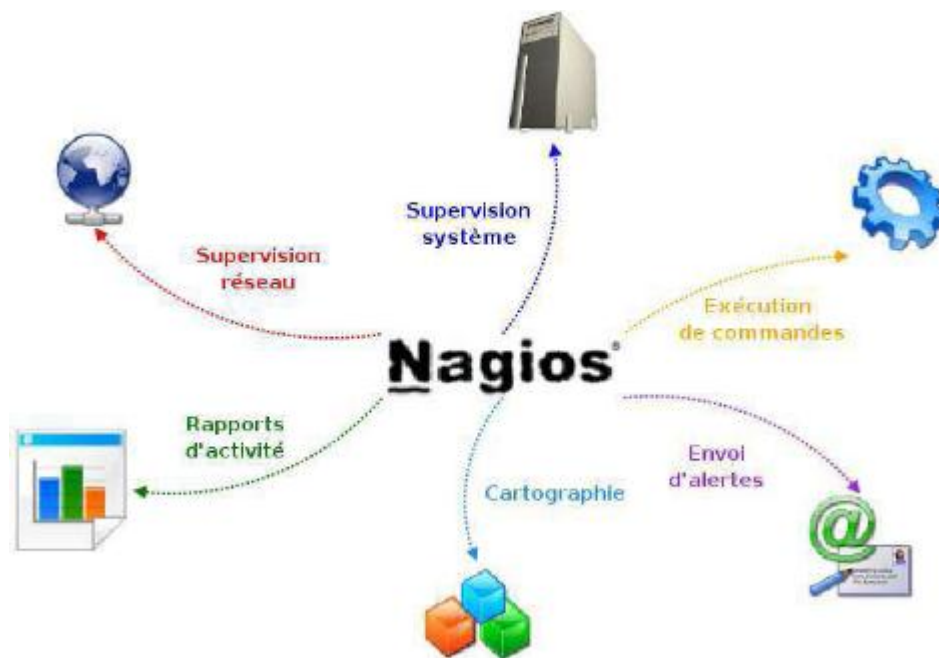 Supervision
système
Supervision
réseau
Exécution
de commandes
Nagios®
Rapports
d'activité
Envoi
d'alertes
Cartographie
@